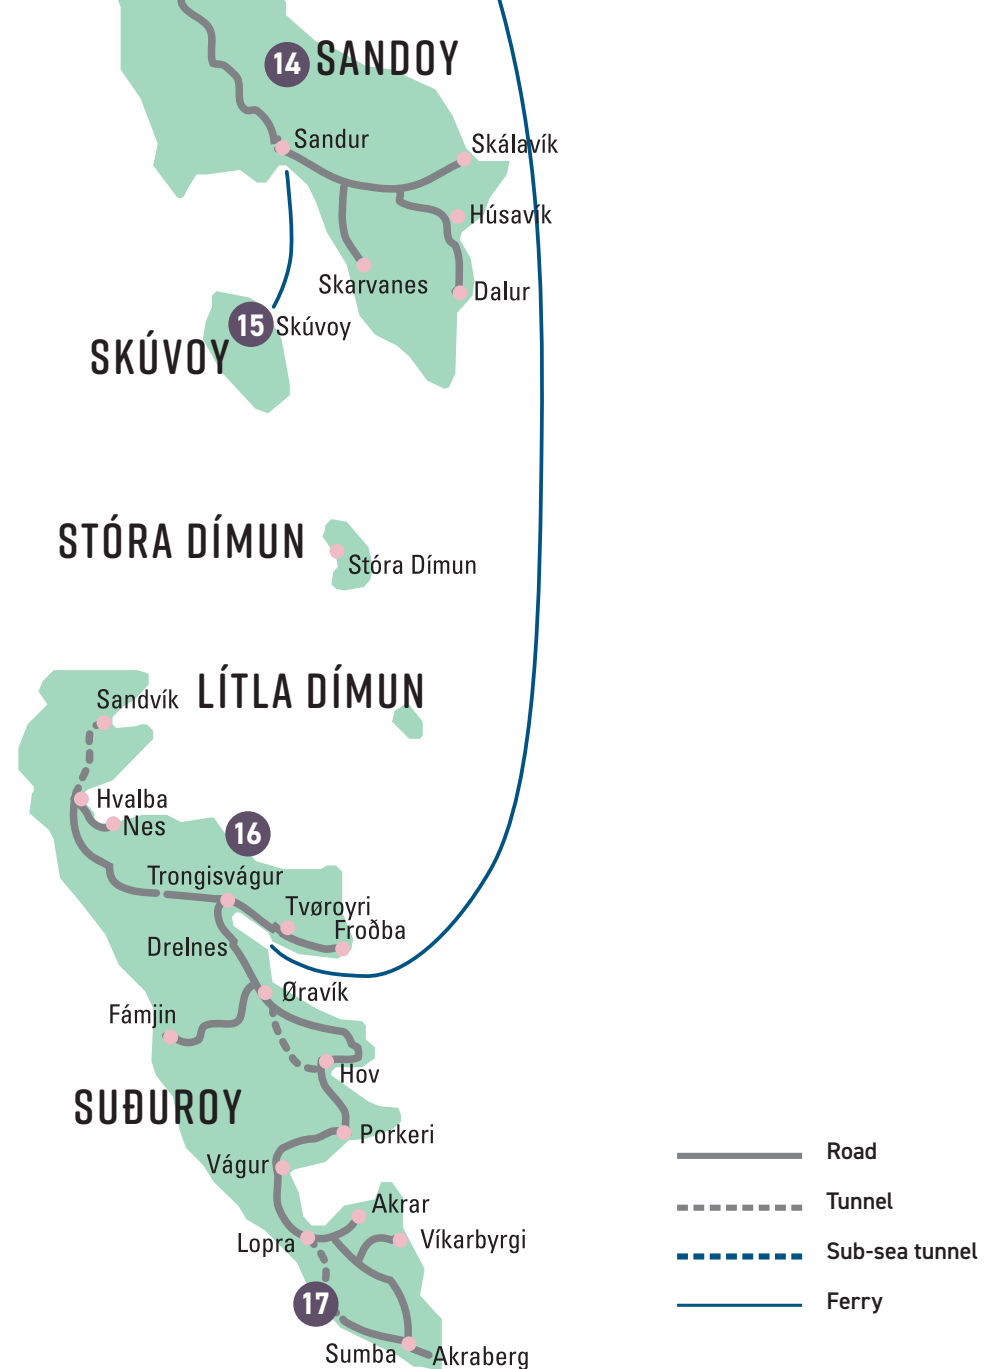 14 SANDOY
Sandur
Skálavík
Húsavík
Skarvanes
Dalur
15 Skúvoy
SKÚVOY
STÓRA DÍMUN
Stóra Dímun
LÍTLA DÍMUN
Sandvík
Hvalba
Nes
16
Trongisvágur
Tvøroyri
Froðba
Drelnes
Øravík
Fámjin
Hov
SUÐUROY
Porkeri
Vágur
Akrar
Lopra
Víkarbyrgi
17
Sumba
Akraberg
Road
Tunnel
Sub-sea tunnel
Ferry